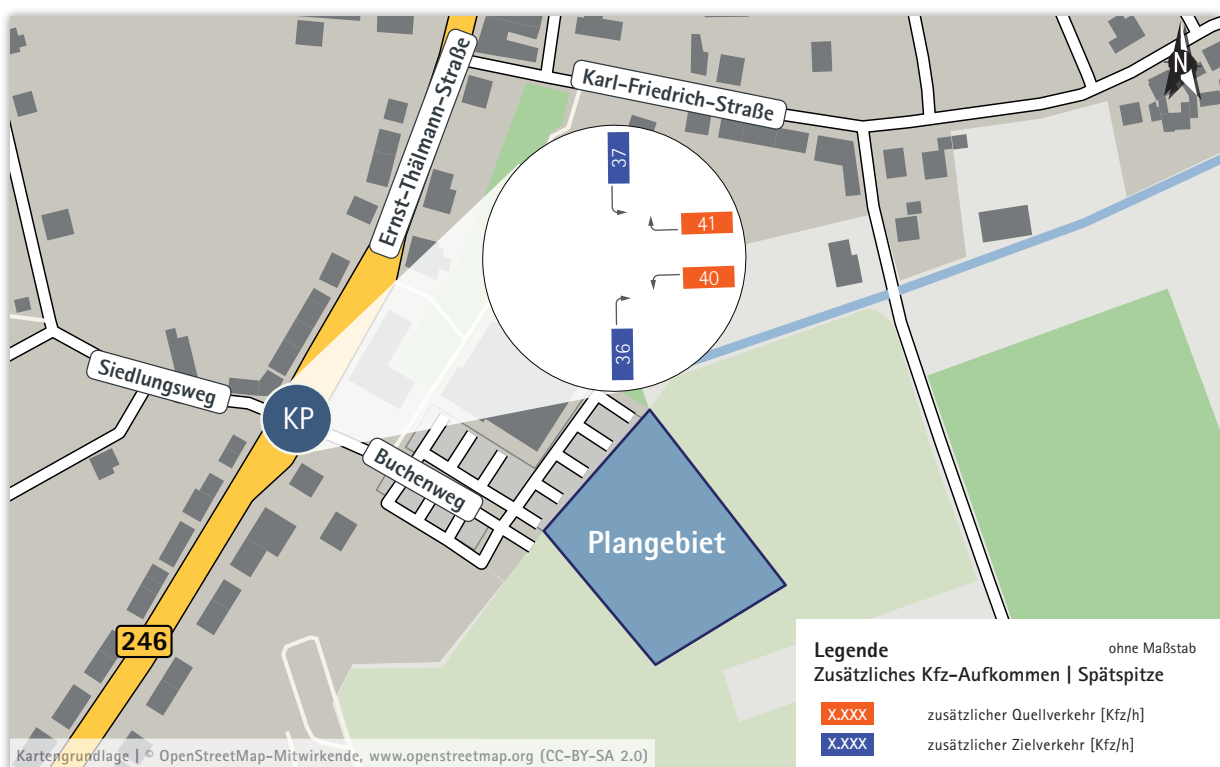 N
Karl-Friedrich-Straße
Ernst-Thälmann-Straße
37
41
40
36
Siedlungsweg
KP
Buchenweg
Plangebiet
246
Legende
ohne Maßstab
Zusätzliches Kfz-Aufkommen | Spätspitze
X.XXX zusätzlicher Quellverkehr [Kfz/h]
X.XXX zusätzlicher Zielverkehr [Kfz/h]
Kartengrundlage | © OpenStreetMap-Mitwirkende, www.openstreetmap.org (CC-BY-SA 2.0)